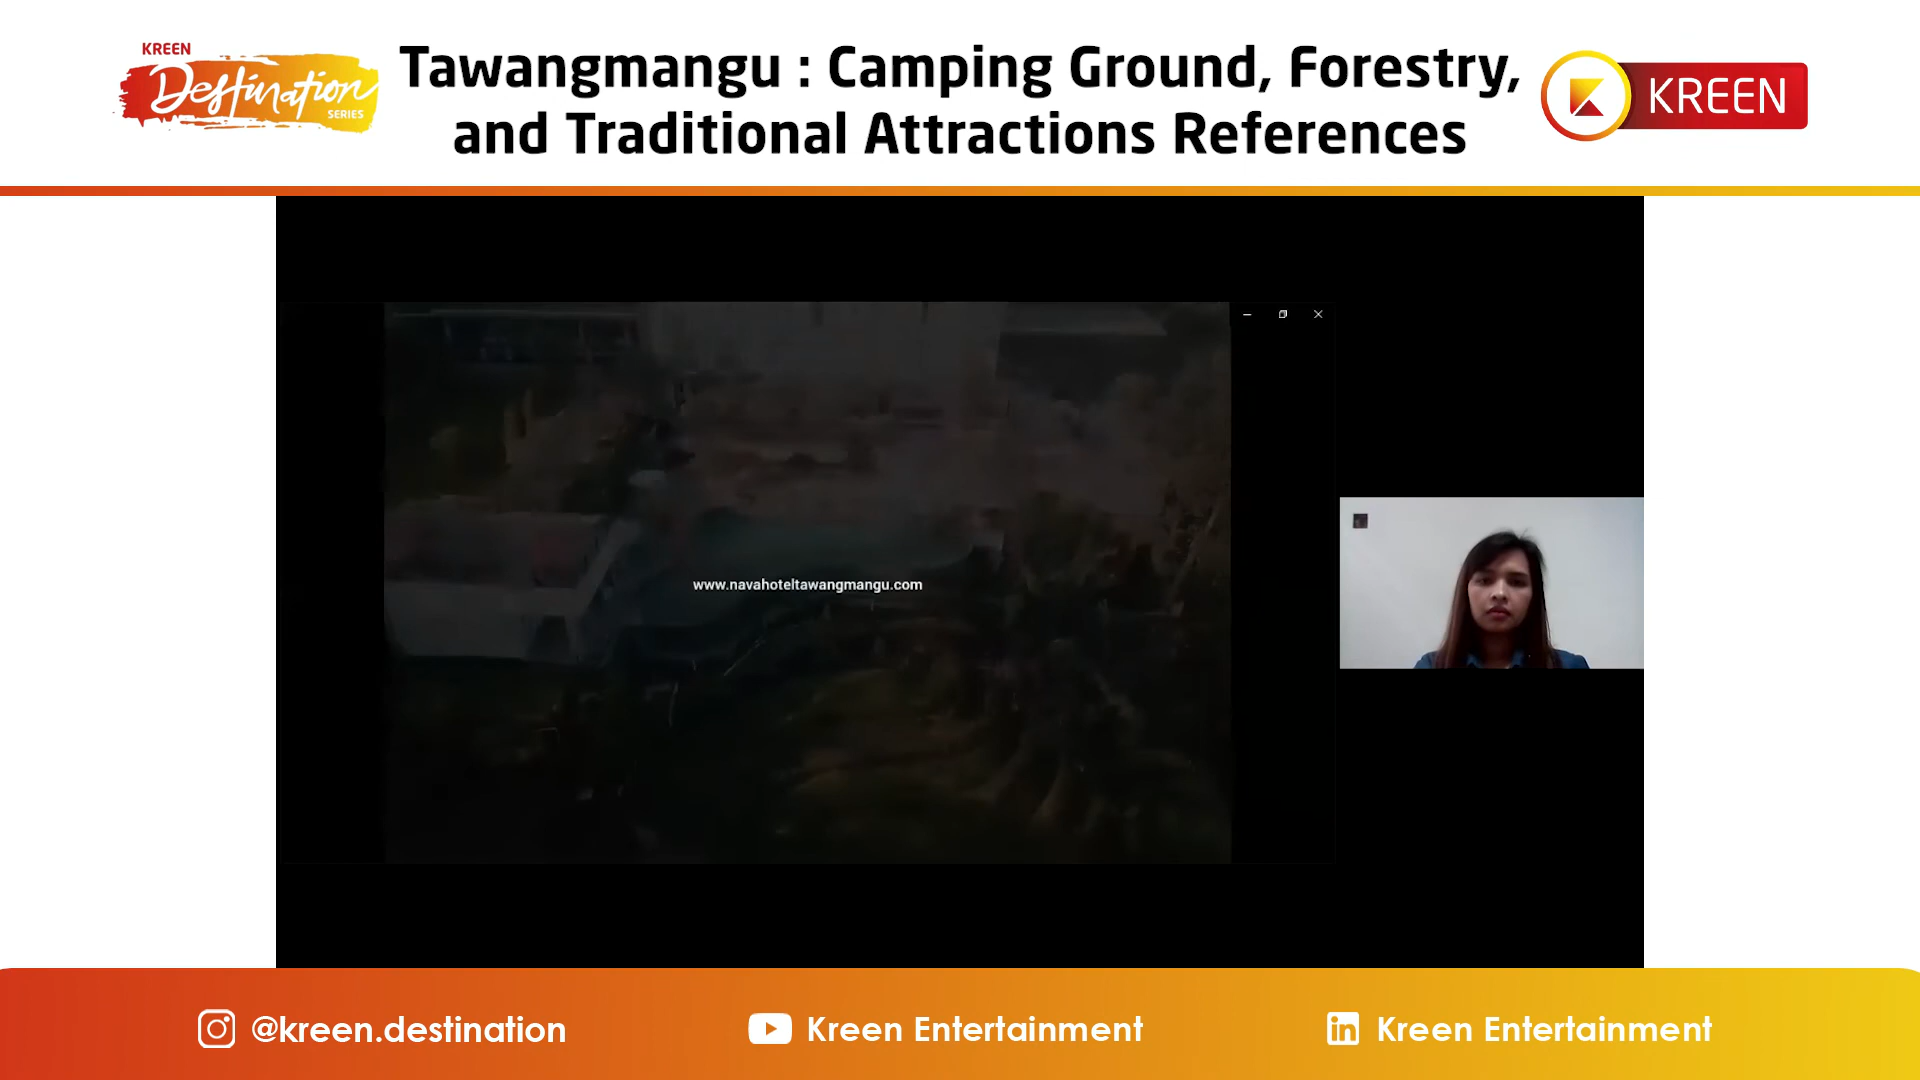 KREEN
Destination
SERIES
Tawangmangu : Camping Ground, Forestry,
and Traditional Attractions References
KREEN
www.navahoteltawangmangu.com
@kreen.destination
Kreen Entertainment
Kreen Entertainment